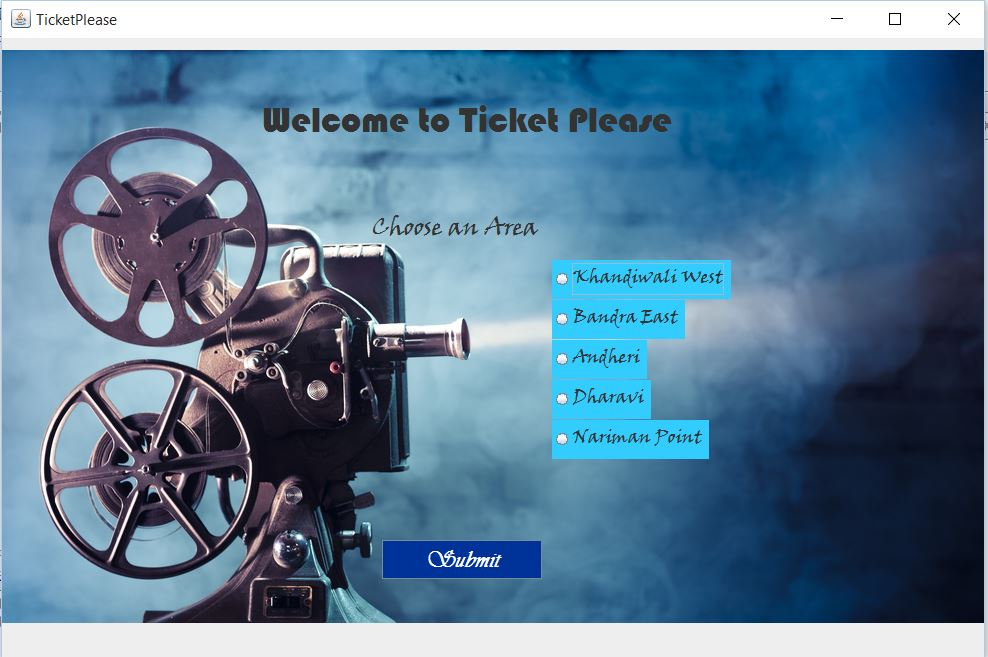 TicketPlease
Welcome to Ticket Please
Choose an Area
Khandiwali West
Bandra East
Andheri
Dharavi
Nariman Point
Submit